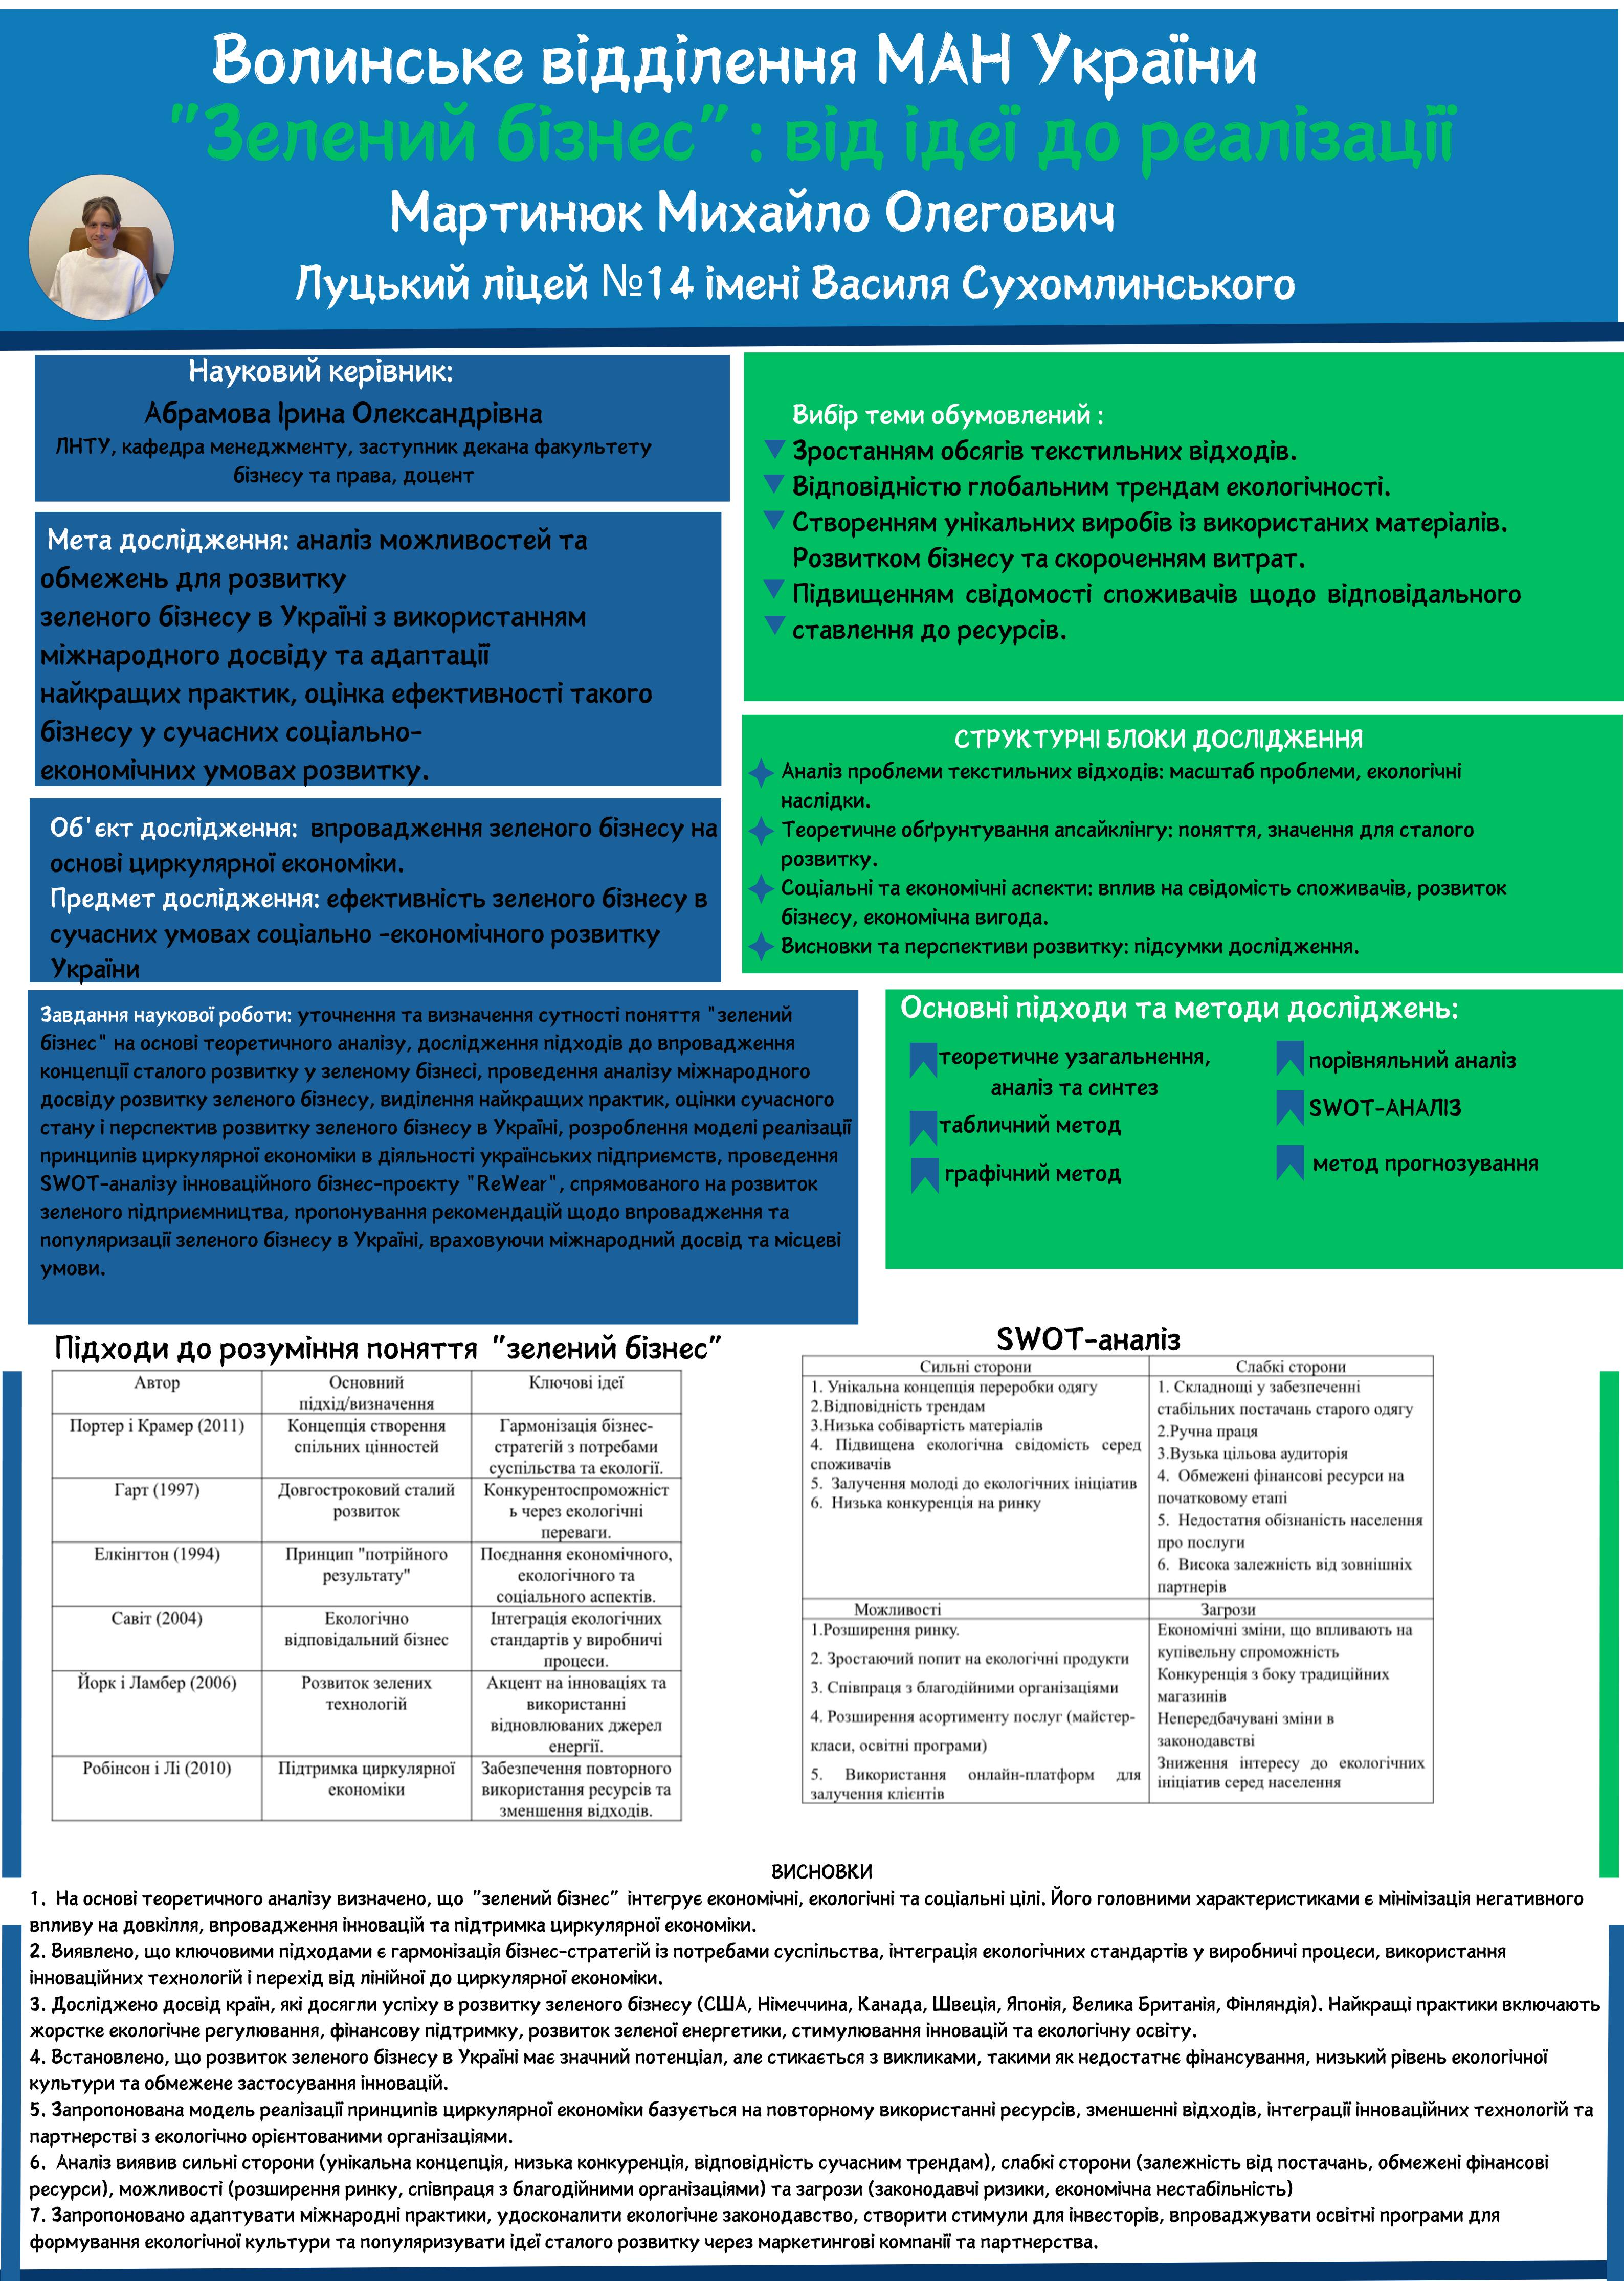 Волинське відділення МАН України
"Зелений бізнес" : від ідеї до реалізації
Мартинюк Михайло Олегович
Луцький ліцей №14 імені Василя Сухомлинського
Науковий керівник:
Абрамова Ірина Олександрівна
ЛНТУ, кафедра менеджменту, заступник декана факультету
бізнесу та права, доцент
Мета дослідження: аналіз можливостей та
обмежень для розвитку
зеленого бізнесу в Україні з використанням
міжнародного досвіду та адаптації
найкращих практик, оцінка ефективності такого
бізнесу у сучасних соціально-
економічних умовах розвитку.
Об'єкт дослідження: впровадження зеленого бізнесу на
основі циркулярної економіки.
Предмет дослідження: ефективність зеленого бізнесу в
сучасних умовах соціально -економічного розвитку
України
Вибір теми обумовлений :
Зростанням обсягів текстильних відходів.
Відповідністю глобальним трендам екологічності.
Створенням унікальних виробів із використаних матеріалів.
Розвитком бізнесу та скороченням витрат.
Підвищенням свідомості споживачів щодо відповідального
ставлення до ресурсів.
СТРУКТУРНІ БЛОКИ ДОСЛІДЖЕННЯ
Аналіз проблеми текстильних відходів: масштаб проблеми, екологічні
наслідки.
Теоретичне обґрунтування апсайклінгу: поняття, значення для сталого
розвитку.
Соціальні та економічні аспекти: вплив на свідомість споживачів, розвиток
бізнесу, економічна вигода.
Висновки та перспективи розвитку: підсумки дослідження.
Завдання наукової роботи: уточнення та визначення сутності поняття "зелений
бізнес" на основі теоретичного аналізу, дослідження підходів до впровадження
концепції сталого розвитку у зеленому бізнесі, проведення аналізу міжнародного
досвіду розвитку зеленого бізнесу, виділення найкращих практик, оцінки сучасного
стану і перспектив розвитку зеленого бізнесу в Україні, розроблення моделі реалізації
принципів циркулярної економіки в діяльності українських підприємств, проведення
SWOT-аналізу інноваційного бізнес-проєкту "ReWear", спрямованого на розвиток
зеленого підприємництва, пропонування рекомендацій щодо впровадження та
популяризації зеленого бізнесу в Україні, враховуючи міжнародний досвід та місцеві
умови.
Основні підходи та методи досліджень:
теоретичне узагальнення,
аналіз та синтез
табличний метод
графічний метод
порівняльний аналіз
SWOT-АНАЛІЗ
метод прогнозування
Підходи до розуміння поняття "зелений бізнес"
Автор
Основний
підхід/визначення
Ключові ідеї
Портер і Крамер (2011)
Концепція створення
спільних цінностей
Гармонізація бізнес-
стратегій з потребами
суспільства та екології.
Гарт (1997)
Довгостроковий сталий
розвиток
Конкурентоспроможніст
ь через екологічні
переваги.
Елкінгтон (1994)
Принцип "потрійного
результату"
Поєднання економічного,
екологічного та
соціального аспектів.
Савіт (2004)
Екологічно
відповідальний бізнес
Інтеграція екологічних
стандартів у виробничі
процеси.
Йорк і Ламбер (2006)
Розвиток зелених
технологій
Акцент на інноваціях та
використанні
відновлюваних джерел
енергії.
Робінсон і Лі (2010)
Підтримка циркулярної
економіки
Забезпечення повторного
використання ресурсів та
зменшення відходів.
SWOT-аналіз
Сильні сторони
1. Унікальна концепція переробки одягу
2.Відповідність трендам
3.Низька собівартість матеріалів
4. Підвищена екологічна свідомість серед
споживачів
5. Залучення молоді до екологічних ініціатив
6. Низька конкуренція на ринку
Слабкі сторони
1. Складнощі у забезпеченні
стабільних постачань старого одягу
2.Ручна праця
3.Вузька цільова аудиторія
4. Обмежені фінансові ресурси на
початковому етапі
5. Недостатня обізнаність населення
про послуги
6. Висока залежність від зовнішніх
партнерів
Можливості
1.Розширення ринку.
2. Зростаючий попит на екологічні продукти
3. Співпраця з благодійними організаціями
4. Розширення асортименту послуг (майстер-
класи, освітні програми)
5. Використання онлайн-платформ для
залучення клієнтів
Загрози
Економічні зміни, що впливають на
купівельну спроможність
Конкуренція з боку традиційних
магазинів
Непередбачувані зміни в
законодавстві
Зниження інтересу до екологічних
ініціатив серед населення
ВИСНОВКИ
1. На основі теоретичного аналізу визначено, що "зелений бізнес" інтегрує економічні, екологічні та соціальні цілі. Його головними характеристиками є мінімізація негативного
впливу на довкілля, впровадження інновацій та підтримка циркулярної економіки.
2. Виявлено, що ключовими підходами є гармонізація бізнес-стратегій із потребами суспільства, інтеграція екологічних стандартів у виробничі процеси, використання
інноваційних технологій і перехід від лінійної до циркулярної економіки.
3. Досліджено досвід країн, які досягли успіху в розвитку зеленого бізнесу (США, Німеччина, Канада, Швеція, Японія, Велика Британія, Фінляндія). Найкращі практики включають
жорстке екологічне регулювання, фінансову підтримку, розвиток зеленої енергетики, стимулювання інновацій та екологічну освіту.
4. Встановлено, що розвиток зеленого бізнесу в Україні має значний потенціал, але стикається з викликами, такими як недостатнє фінансування, низький рівень екологічної
культури та обмежене застосування інновацій.
5. Запропонована модель реалізації принципів циркулярної економіки базується на повторному використанні ресурсів, зменшенні відходів, інтеграції інноваційних технологій та
партнерстві з екологічно орієнтованими організаціями.
6. Аналіз виявив сильні сторони (унікальна концепція, низька конкуренція, відповідність сучасним трендам), слабкі сторони (залежність від постачань, обмежені фінансові
ресурси), можливості (розширення ринку, співпраця з благодійними організаціями) та загрози (законодавчі ризики, економічна нестабільність)
7. Запропоновано адаптувати міжнародні практики, удосконалити екологічне законодавство, створити стимули для інвесторів, впроваджувати освітні програми для
формування екологічної культури та популяризувати ідеї сталого розвитку через маркетингові компанії та партнерства.